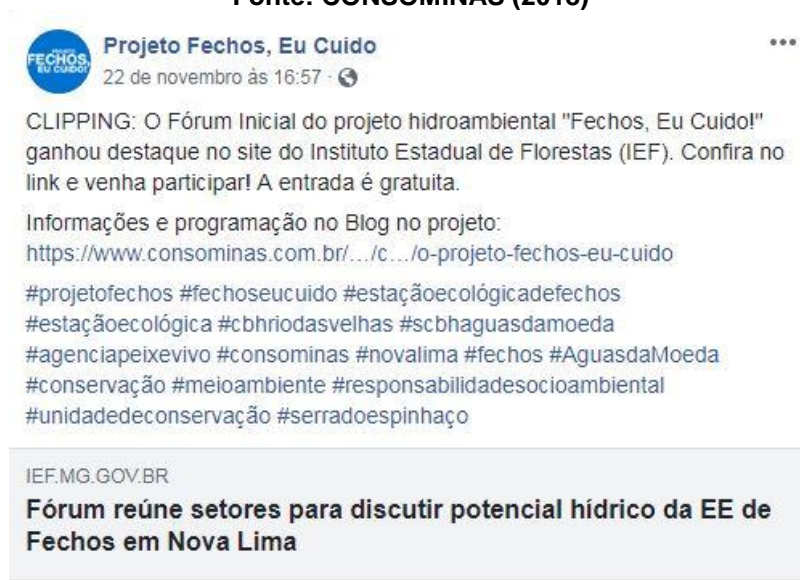 Projeto Fechos, Eu Cuido
22 de novembro às 16:57 ·
CLIPPING: O Fórum Inicial do projeto hidroambiental "Fechos, Eu Cuido!"
ganhou destaque no site do Instituto Estadual de Florestas (IEF). Confira no
link e venha participar! A entrada é gratuita.
Informações e programação no Blog no projeto:
https://www.consominas.com.br/…/c…/o-projeto-fechos-eu-cuido
#projetofechos #fechoseucuido #estaçãoecológicadefechos
#estaçãoecológica #cbhriodasvelhas #scbhaguasdamoeda
#agenciapeixevivo #consominas #novalima #fechos #AguasdaMoeda
#conservação #meioambiente #responsabilidadesocioambiental
#unidadedeconservação #serradoespinhaço
IEF.MG.GOV.BR
Fórum reúne setores para discutir potencial hídrico da EE de
Fechos em Nova Lima